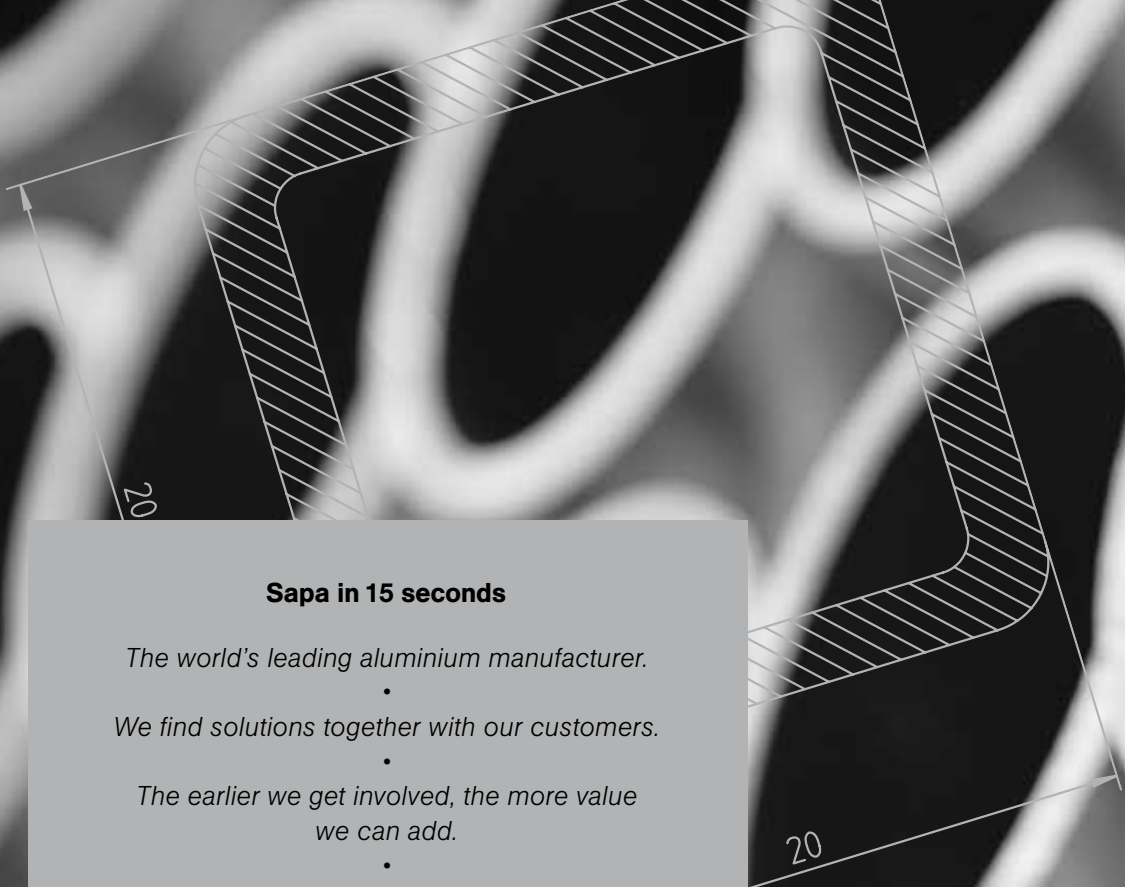 20
Sapa in 15 seconds
The world’s leading aluminium manufacturer.
•
We find solutions together with our customers.
•
The earlier we get involved, the more value
we can add.
•
20